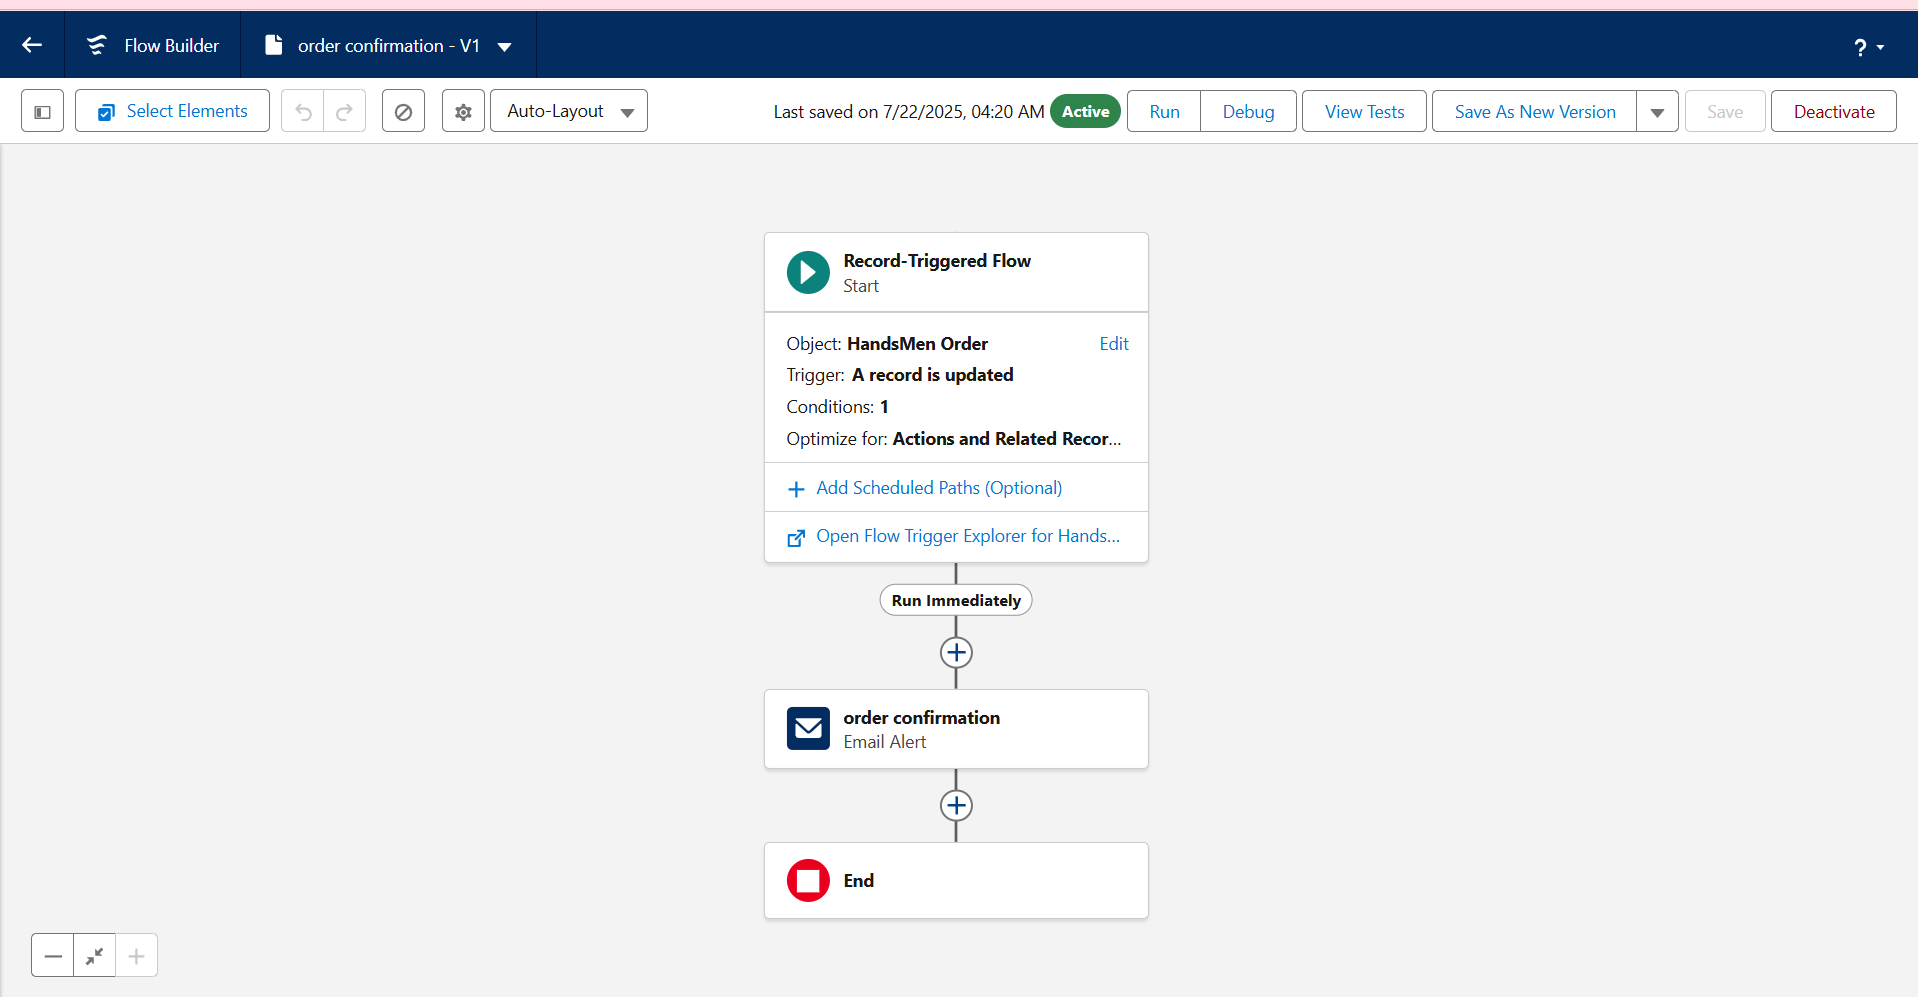 Flow Builder
order confirmation - V1
?
Select Elements
Auto-Layout
Last saved on 7/22/2025, 04:20 AM
Active
Run
Debug
View Tests
Save As New Version
Save
Deactivate
Record-Triggered Flow
Start
Object: HandsMen Order
Edit
Trigger: A record is updated
Conditions: 1
Optimize for: Actions and Related Recor...
Add Scheduled Paths (Optional)
Open Flow Trigger Explorer for Hands...
Run Immediately
order confirmation
Email Alert
End